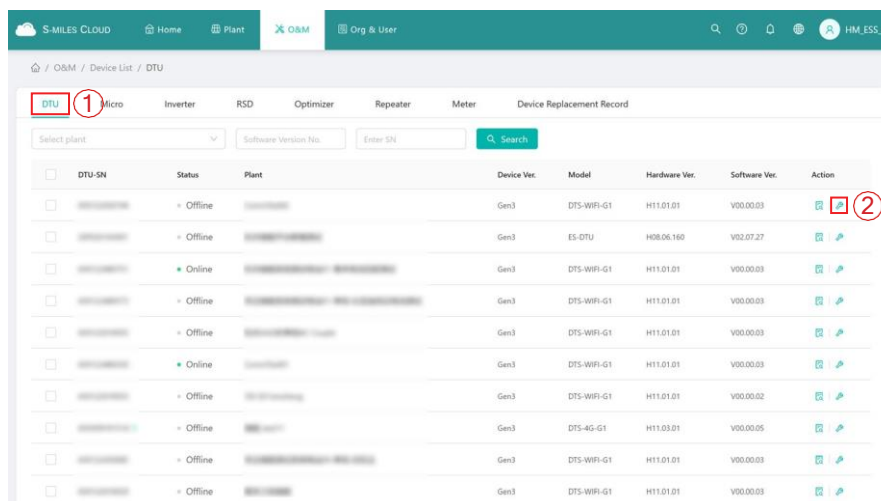 S-MILES CLOUD Home Plant O&M Org & User HM_ESS_
/ O&M / Device List / DTU
DTU 1 Micro Inverter RSD Optimizer Repeater Meter Device Replacement Record
Select plant Software Version No. Enter SN Search
DTU-SN Status Plant Device Ver. Model Hardware Ver. Software Ver. Action
Offline Gen3 DTS-WIFI-G1 H11.01.01 V00.00.03 2
Offline Gen3 ES-DTU H08.06.160 V02.07.27
Online Gen3 DTS-WIFI-G1 H11.01.01 V00.00.03
Offline Gen3 DTS-WIFI-G1 H11.01.01 V00.00.03
Offline Gen3 DTS-WIFI-G1 H11.01.01 V00.00.03
Online Gen3 DTS-WIFI-G1 H11.01.01 V00.00.03
Offline Gen3 DTS-WIFI-G1 H11.01.01 V00.00.02
Offline Gen3 DTS-4G-G1 H11.03.01 V00.00.05
Offline Gen3 DTS-WIFI-G1 H11.01.01 V00.00.03
Offline Gen3 DTS-WIFI-G1 H11.01.01 V00.00.03